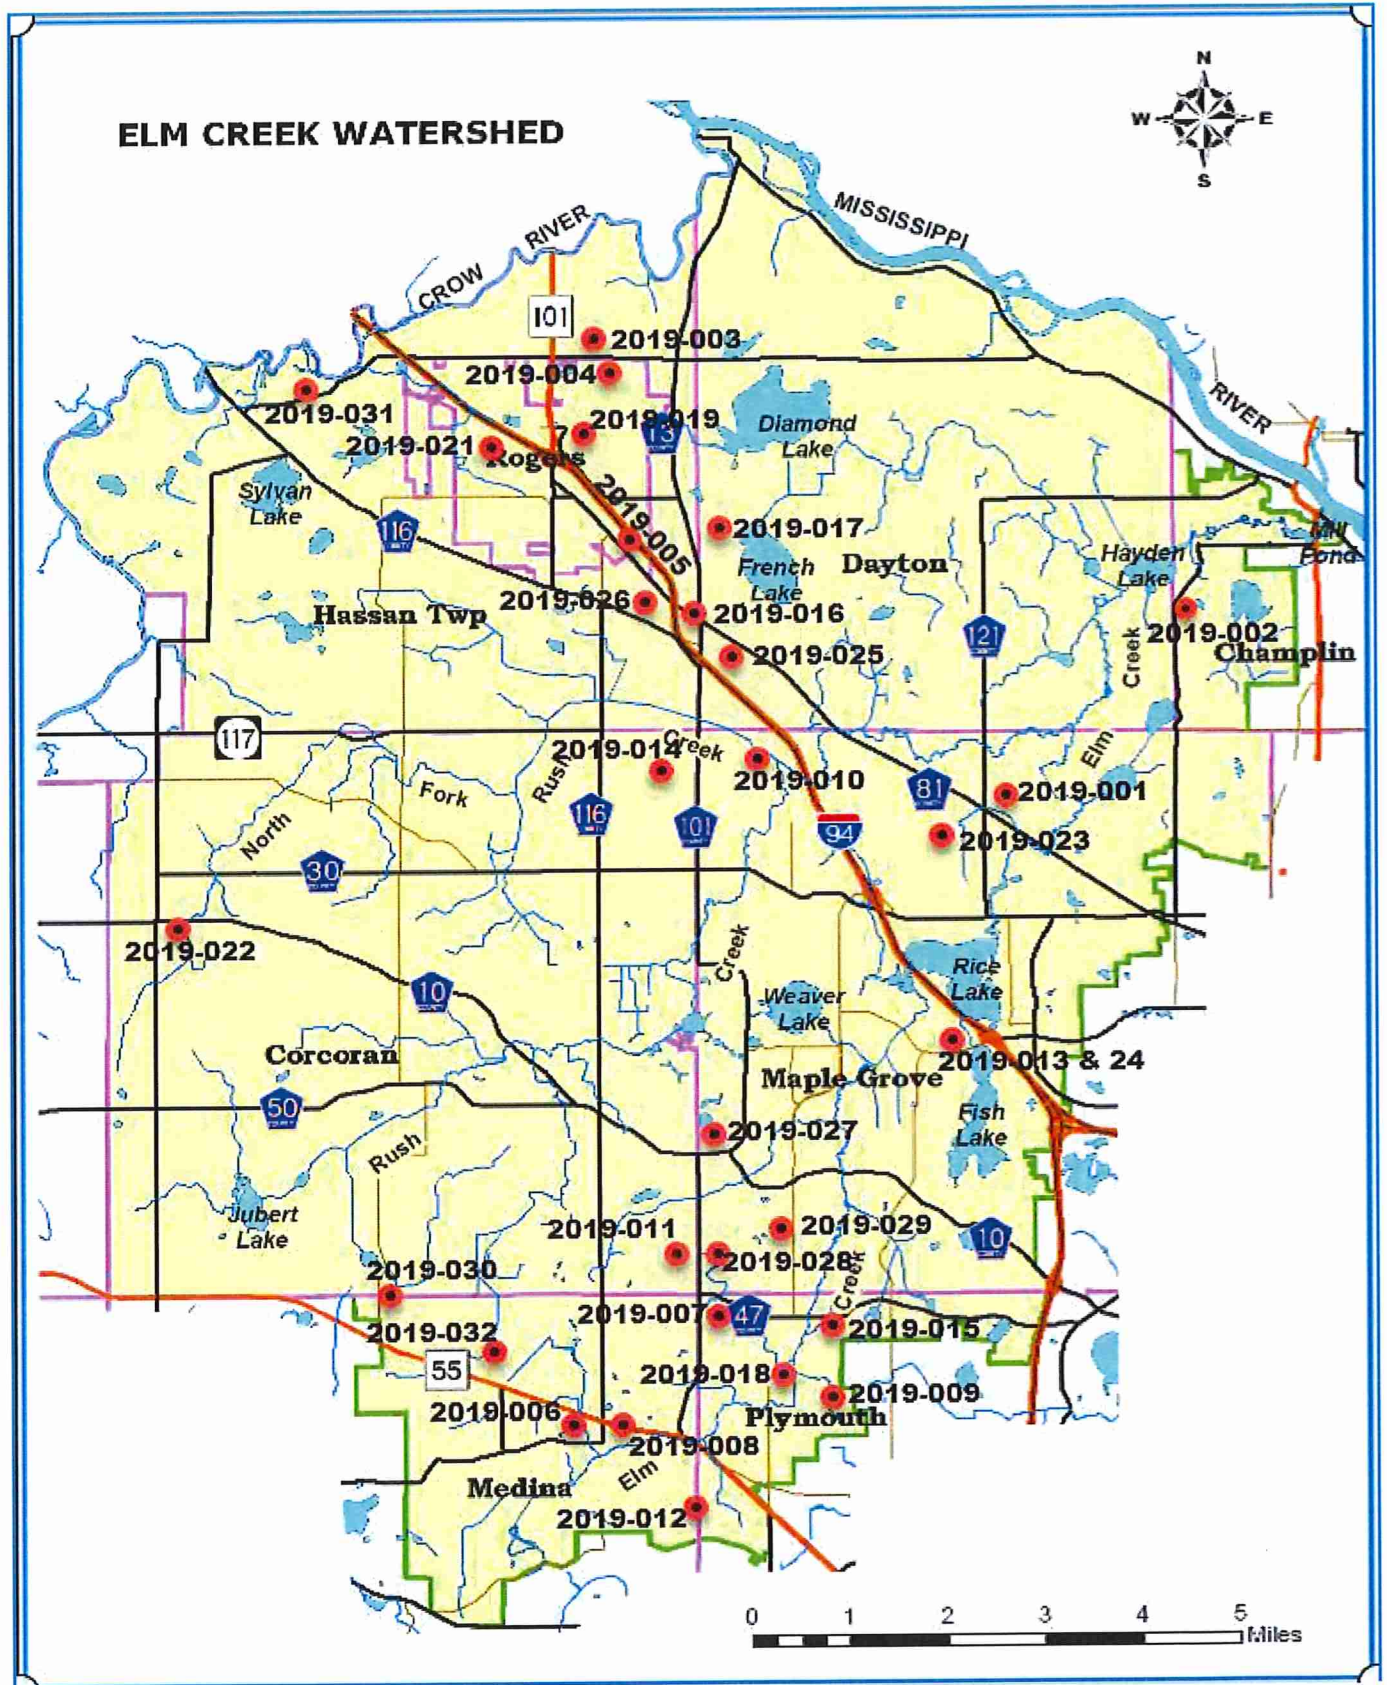 N
W E
S
ELM CREEK WATERSHED
MISSISSIPPI
RIVER
CROW
101
2019-003
2019-004
2019-031
2019-019
13
2019-021
7
Rogers
Diamond
Lake
RIVER
Sylvan
Lake
116
2019-005
2019-017
French
Lake
Dayton
Hayden
Lake
Mill
Pond
Hassan Twp
2019-026
2019-016
121
2019-002
Creek
Champlin
2019-025
117
2019-014
Creek
Rush
2019-010
Elm
Fork
North
116
101
81
2019-001
94
2019-023
30
2019-022
10
Creek
Rice
Lake
Weaver
Lake
Corcoran
2019-013 & 24
Maple Grove
50
Fish
Lake
2019-027
Rush
Jubert
Lake
2019-011
2019-029
2019-028
10
Creek
2019-030
2019-007
47
2019-015
2019-032
55
2019-018
2019-009
2019-006
Plymouth
2019-008
Elm
Medina
2019-012
0 1 2 3 4 5
Miles